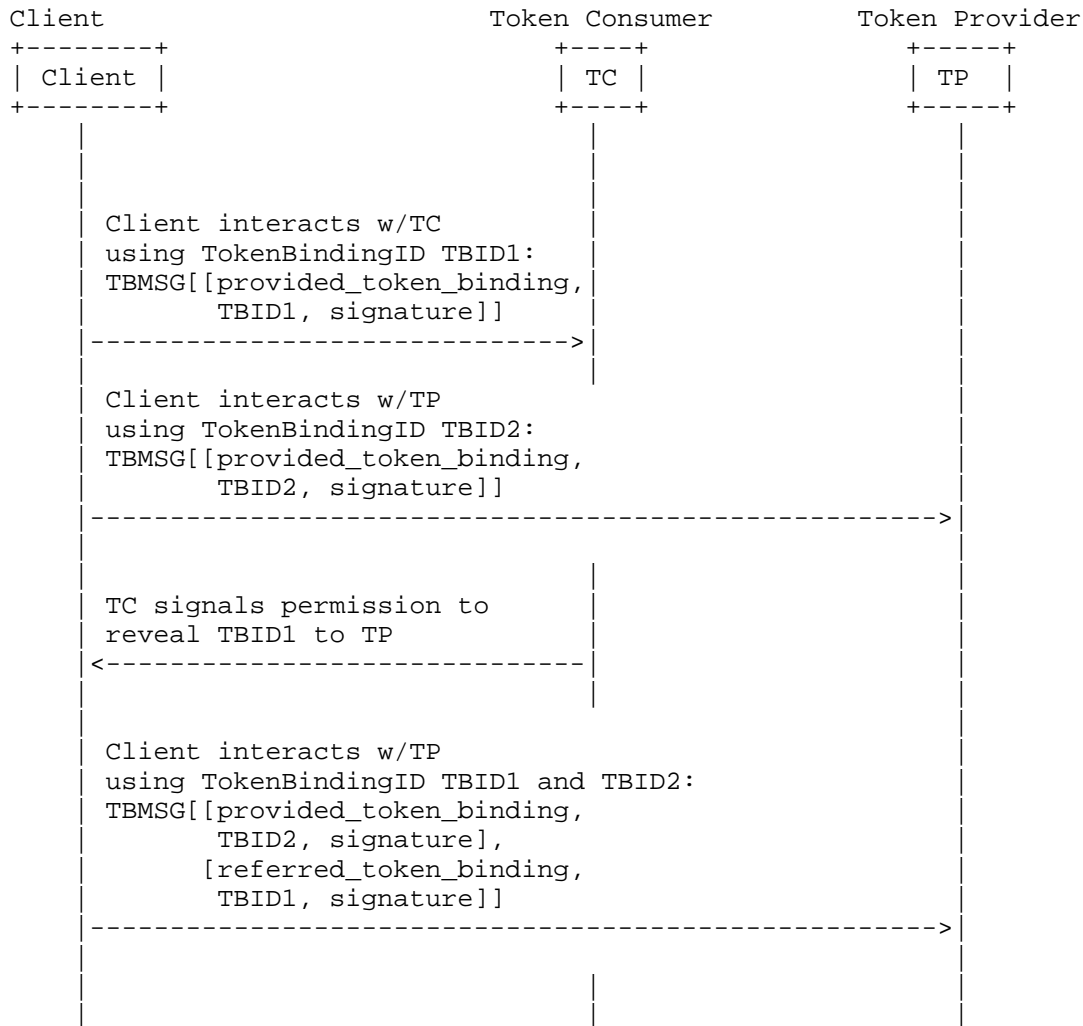 Client Token Consumer Token Provider
+--------+ +----+ +-----+
| Client | | TC | | TP |
+--------+ +----+ +-----+
Client interacts w/TC
using TokenBindingID TBID1:
TBMSG[[provided_token_binding,
TBID1, signature]]
|------------------------------>|
Client interacts w/TP
using TokenBindingID TBID2:
TBMSG[[provided_token_binding,
TBID2, signature]]
|----------------------------------------------------->|
TC signals permission to
reveal TBID1 to TP
|<------------------------------|
Client interacts w/TP
using TokenBindingID TBID1 and TBID2:
TBMSG[[provided_token_binding,
TBID2, signature],
[referred_token_binding,
TBID1, signature]]
|----------------------------------------------------->|